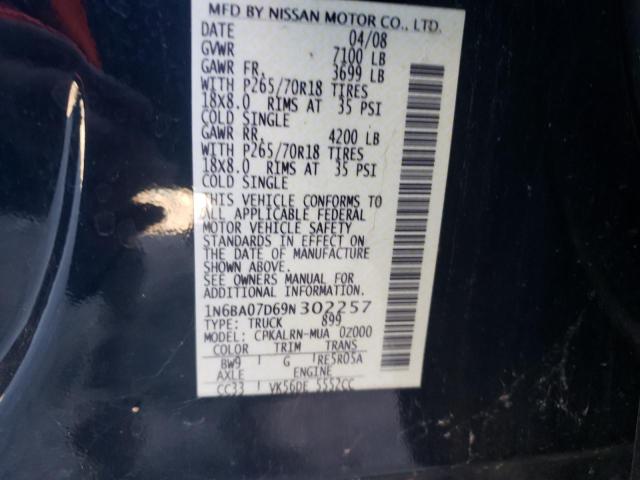 MFD BY NISSAN MOTOR CO., LTD.
DATE 04/08
GVWR 7100 LB
GAWR FR. 3699 LB
WITH P265/70R18 TIRES
18X8.0 RIMS AT 35 PSI
COLD SINGLE
GAWR RR. 4200 LB
WITH P265/70R18 TIRES
18X8.0 RIMS AT 35 PSI
COLD SINGLE
THIS VEHICLE CONFORMS TO
ALL APPLICABLE FEDERAL
MOTOR VEHICLE SAFETY
STANDARDS IN EFFECT ON
THE DATE OF MANUFACTURE
SHOWN ABOVE.
SEE OWNERS MANUAL FOR
ADDITIONAL INFORMATION.
1N6BA07D69N302257
TYPE: TRUCK 899
MODEL: CPKALRN-MUA 0Z000
COLOR TRIM TRANS
BW9 G RE5R05A
AXLE ENGINE
CC33 VK56DE 5552CC